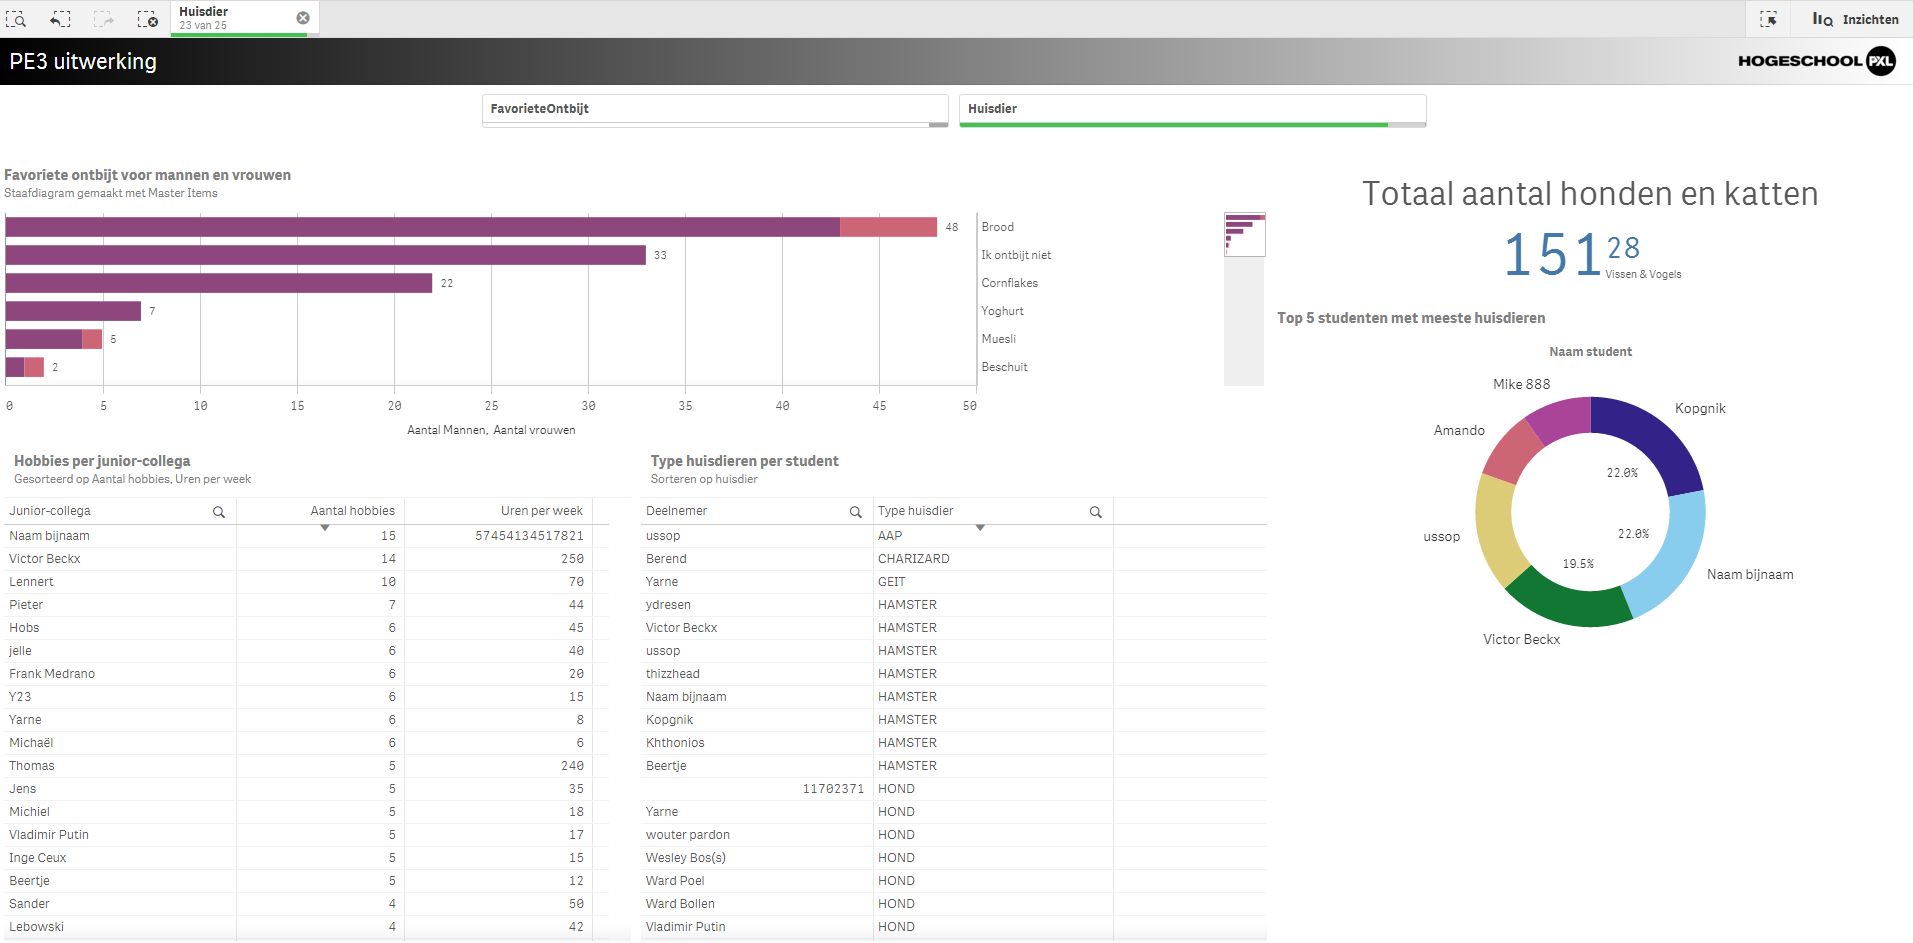 Huisdier
23 van 25
Inzichten
PE3 uitwerking
HOGESCHOOL PXL
FavorieteOntbijt
Huisdier
Favoriete ontbijt voor mannen en vrouwen
Staafdiagram gemaakt met Master Items
48 Brood
33 Ik ontbijt niet
22 Cornflakes
7 Yoghurt
5 Muesli
2 Beschuit
0 5 10 15 20 25 30 35 40 45 50
Aantal Mannen, Aantal vrouwen
Totaal aantal honden en katten
151 28
Vissen & Vogels
Top 5 studenten met meeste huisdieren
Naam student
Mike 888
Kopgnik
Amando
22.0%
ussop
22.0%
19.5%
Naam bijnaam
Victor Beckx
Hobbies per junior-collega
Gesorteerd op Aantal hobbies, Uren per week
Junior-collega Aantal hobbies Uren per week
Naam bijnaam 15 57454134517821
Victor Beckx 14 250
Lennert 10 70
Pieter 7 44
Hobs 6 45
jelle 6 40
Frank Medrano 6 20
Y23 6 15
Yarne 6 8
Michaël 6 6
Thomas 5 240
Jens 5 35
Michiel 5 18
Vladimir Putin 5 17
Inge Ceux 5 15
Beertje 5 12
Sander 4 50
Lebowski 4 42
Type huisdieren per student
Sorteren op huisdier
Deelnemer Type huisdier
ussop AAP
Berend CHARIZARD
Yarne GEIT
ydresen HAMSTER
Victor Beckx HAMSTER
ussop HAMSTER
thizzhead HAMSTER
Naam bijnaam HAMSTER
Kopgnik HAMSTER
Khthonios HAMSTER
Beertje HAMSTER
11702371 HOND
Yarne HOND
wouter pardon HOND
Wesley Bos(s) HOND
Ward Poel HOND
Ward Bollen HOND
Vladimir Putin HOND